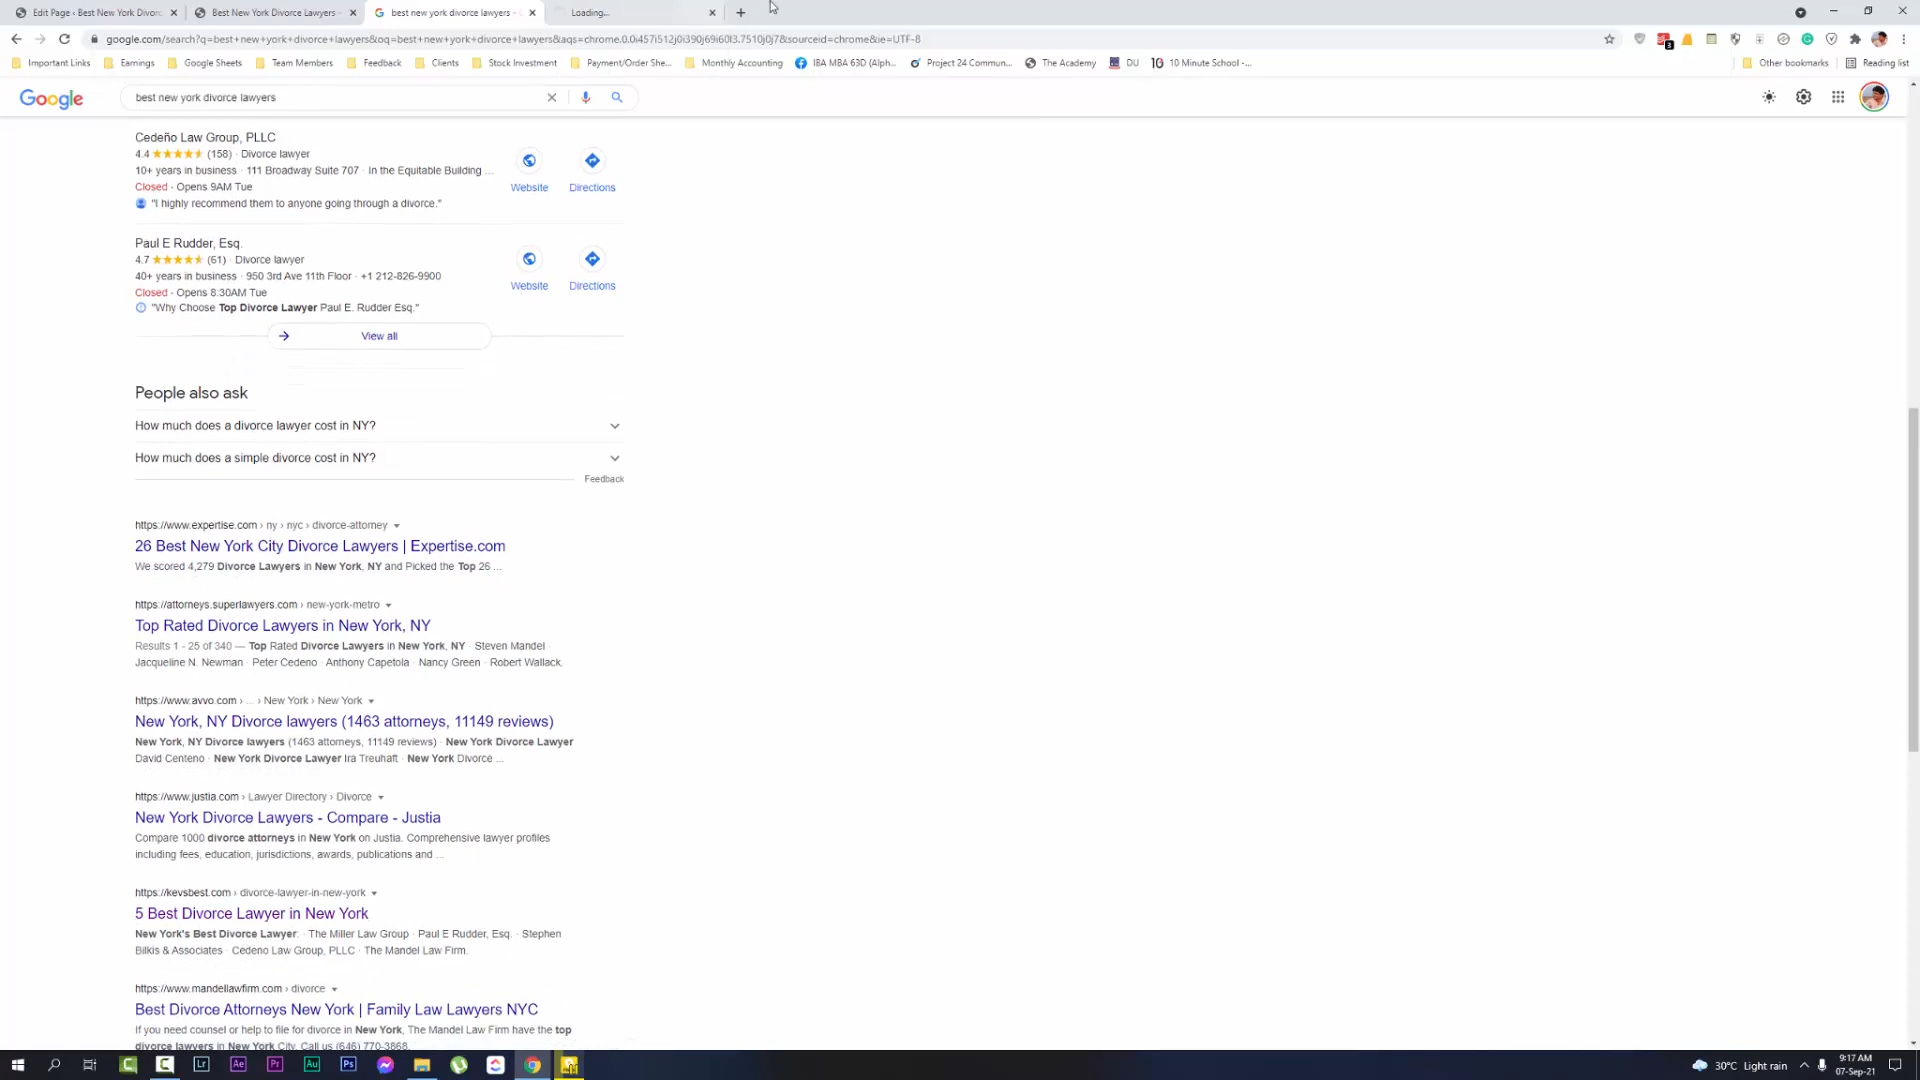 Edit Page ‹ Best New York Divorc
Best New York Divorce Lawyers -
best new york divorce lawyers -
Loading...
google.com/search?q=best+new+york+divorce+lawyers&oq=best+new+york+divorce+lawyers&aqs=chrome.0.0i457i512j0i390j69i60l3.7510j0j7&sourceid=chrome&ie=UTF-8
3
Important Links
Earnings
Google Sheets
Team Members
Feedback
Clients
Stock Investment
Payment/Order She...
Monthly Accounting
IBA MBA 63D (Alph...
Project 24 Commun...
The Academy
DU
10 10 Minute School -...
Other bookmarks
Reading list
Google
best new york divorce lawyers
Cedeño Law Group, PLLC
4.4 (158) · Divorce lawyer
10+ years in business · 111 Broadway Suite 707 · In the Equitable Building ...
Closed · Opens 9AM Tue
"I highly recommend them to anyone going through a divorce."
Website
Directions
Paul E Rudder, Esq.
4.7 (61) · Divorce lawyer
40+ years in business · 950 3rd Ave 11th Floor · +1 212-826-9900
Closed · Opens 8:30AM Tue
"Why Choose Top Divorce Lawyer Paul E. Rudder Esq."
Website
Directions
View all
People also ask
How much does a divorce lawyer cost in NY?
How much does a simple divorce cost in NY?
Feedback
https://www.expertise.com › ny › nyc › divorce-attorney
26 Best New York City Divorce Lawyers | Expertise.com
We scored 4,279 Divorce Lawyers in New York, NY and Picked the Top 26 ...
https://attorneys.superlawyers.com › new-york-metro
Top Rated Divorce Lawyers in New York, NY
Results 1 - 25 of 340 — Top Rated Divorce Lawyers in New York, NY · Steven Mandel ·
Jacqueline N. Newman · Peter Cedeno · Anthony Capetola · Nancy Green · Robert Wallack.
https://www.avvo.com › ... › New York › New York
New York, NY Divorce lawyers (1463 attorneys, 11149 reviews)
New York, NY Divorce lawyers (1463 attorneys, 11149 reviews) · New York Divorce Lawyer
David Centeno · New York Divorce Lawyer Ira Treuhaft · New York Divorce ...
https://www.justia.com › Lawyer Directory › Divorce
New York Divorce Lawyers - Compare - Justia
Compare 1000 divorce attorneys in New York on Justia. Comprehensive lawyer profiles
including fees, education, jurisdictions, awards, publications and ...
https://kevsbest.com › divorce-lawyer-in-new-york
5 Best Divorce Lawyer in New York
New York's Best Divorce Lawyer: · The Miller Law Group · Paul E Rudder, Esq. · Stephen
Bilkis & Associates · Cedeno Law Group, PLLC · The Mandel Law Firm.
https://www.mandellawfirm.com › divorce
Best Divorce Attorneys New York | Family Law Lawyers NYC
If you need counsel or help to file for divorce in New York, The Mandel Law Firm have the top
divorce lawyers in New York City. Call us (646) 770-3868.
Lr
Ae
Pr
Au
Ps
30°C Light rain
9:17 AM
07-Sep-21